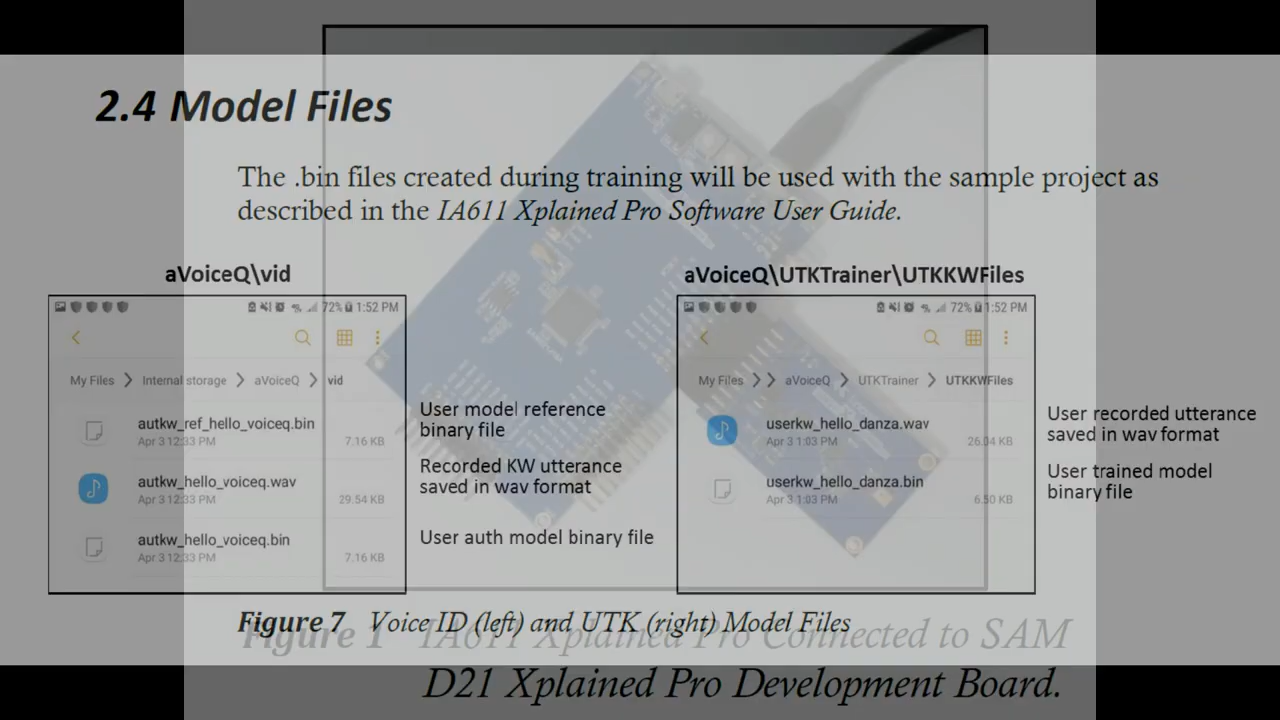 2.4 Model Files
The .bin files created during training will be used with the sample project as
described in the IA611 Xplained Pro Software User Guide.
aVoiceQ\vid
72% 1:52 PM
My Files > Internal storage > aVoiceQ > vid
autkw_ref_hello_voiceq.bin
Apr 3 12:33 PM 7.16 KB
autkw_hello_voiceq.wav
Apr 3 12:33 PM 29.54 KB
autkw_hello_voiceq.bin
Apr 3 12:33 PM 7.16 KB
User model reference
binary file
Recorded KW utterance
saved in wav format
User auth model binary file
aVoiceQ\UTKTrainer\UTKKWFiles
72% 1:52 PM
My Files > > aVoiceQ > UTKTrainer > UTKKWFiles
userkw_hello_danza.wav
Apr 3 1:03 PM 26.04 KB
userkw_hello_danza.bin
Apr 3 1:03 PM 6.50 KB
User recorded utterance
saved in wav format
User trained model
binary file
Figure 7 Voice ID (left) and UTK (right) Model Files
Figure 1 IA611 Xplained Pro Connected to SAM
D21 Xplained Pro Development Board.